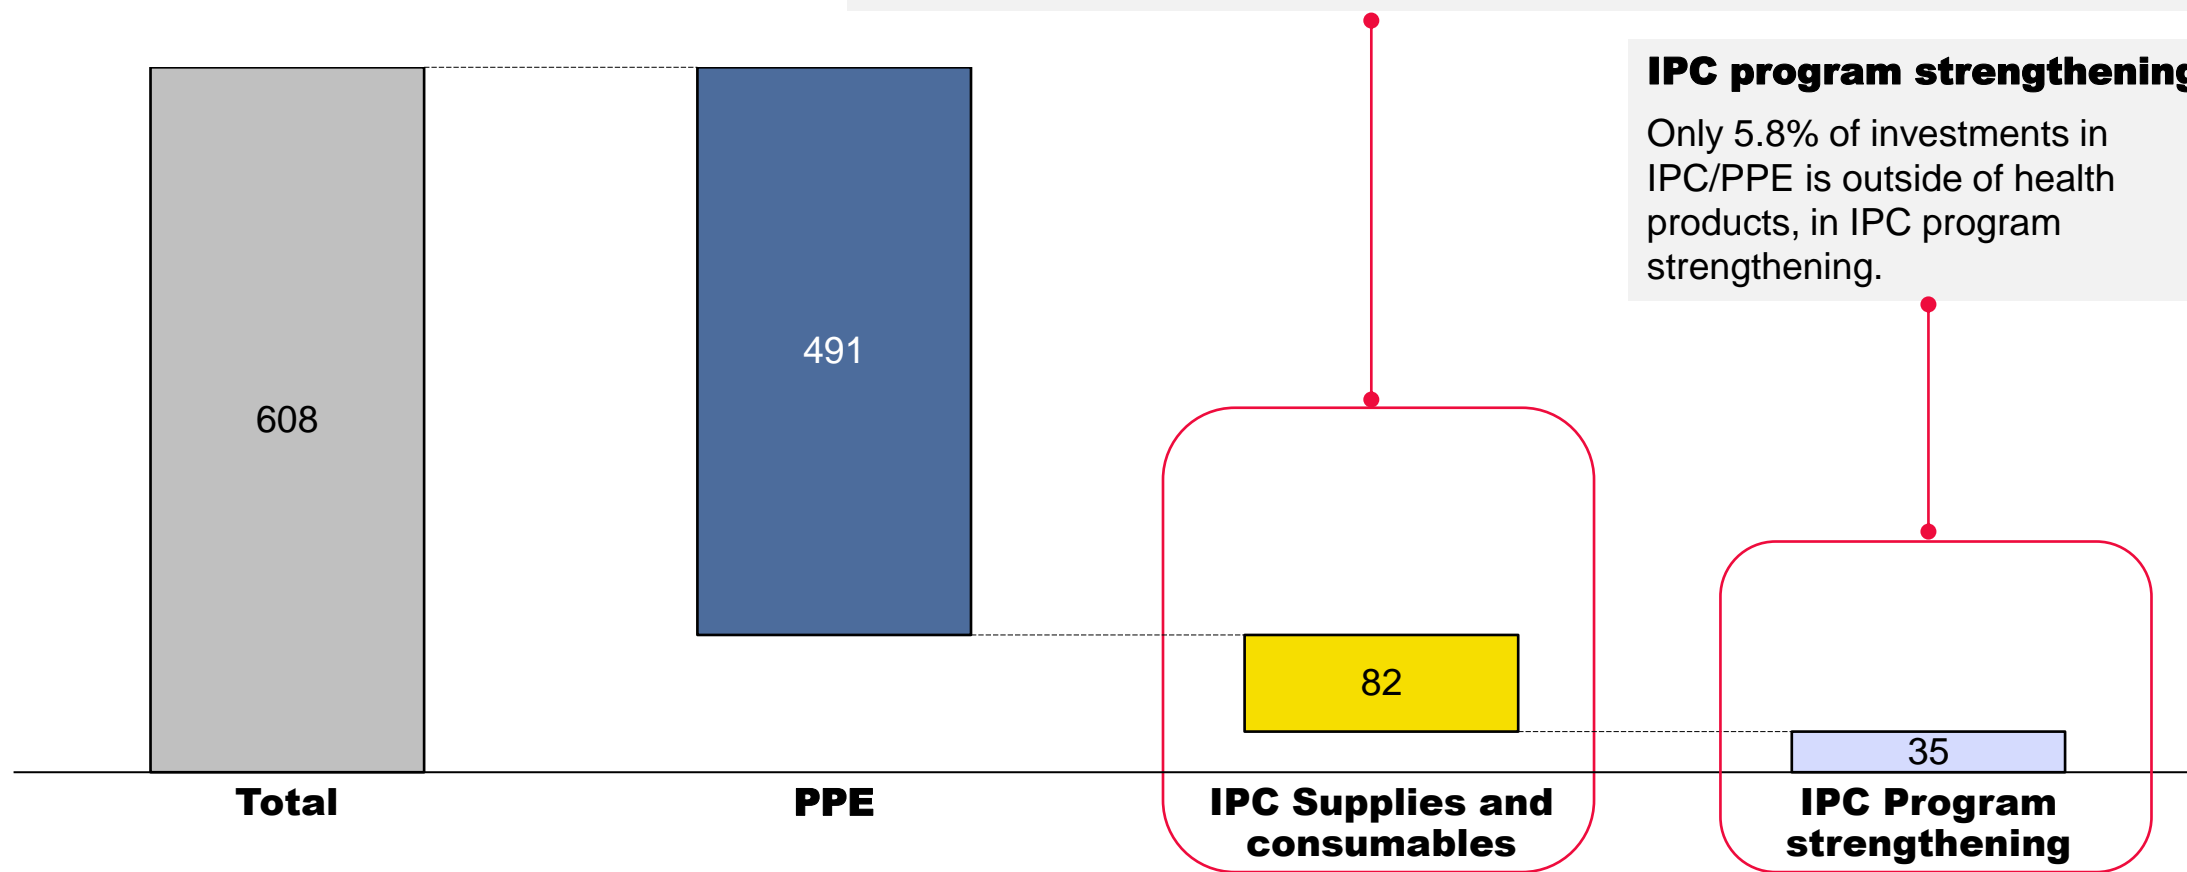 IPC program strengthening
Only 5.8% of investments in
IPC/PPE is outside of health
products, in IPC program
strengthening.
608
491
82
35
Total
PPE
IPC Supplies and
consumables
IPC Program
strengthening